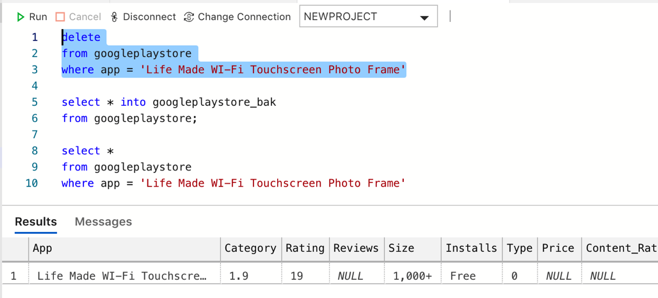 Run Cancel Disconnect Change Connection NEWPROJECT
1 delete
2 from googleplaystore
3 where app = 'Life Made WI-Fi Touchscreen Photo Frame'
4
5 select * into googleplaystore_bak
6 from googleplaystore;
7
8 select *
9 from googleplaystore
10 where app = 'Life Made WI-Fi Touchscreen Photo Frame'
Results Messages
App Category Rating Reviews Size Installs Type Price Content_Rat
1 Life Made WI-Fi Touchscre… 1.9 19 NULL 1,000+ Free 0 NULL NULL